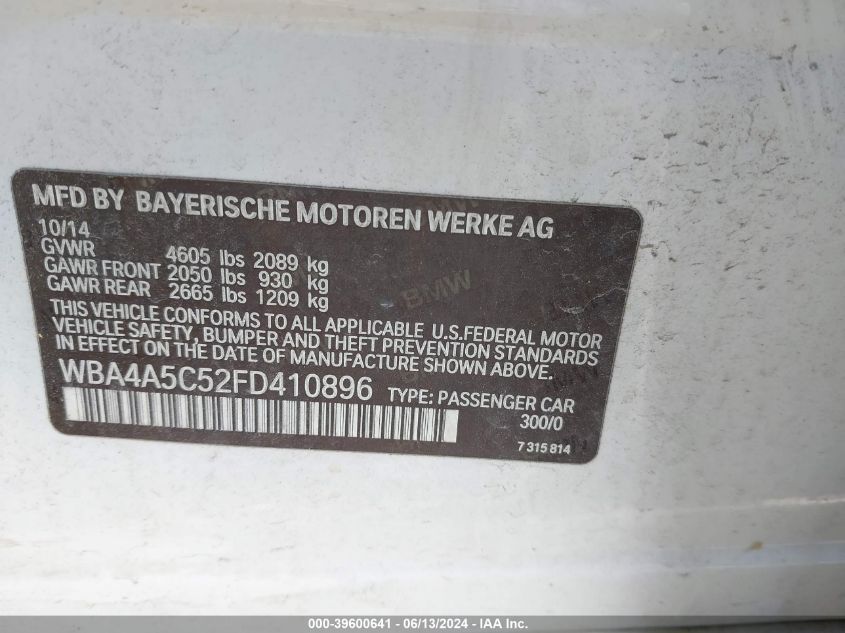 MFD BY BAYERISCHE MOTOREN WERKE AG
10/14
GVWR 4605 lbs 2089 kg
GAWR FRONT 2050 lbs 930 kg
GAWR REAR 2665 lbs 1209 kg
THIS VEHICLE CONFORMS TO ALL APPLICABLE U.S.FEDERAL MOTOR
VEHICLE SAFETY, BUMPER AND THEFT PREVENTION STANDARDS
IN EFFECT ON THE DATE OF MANUFACTURE SHOWN ABOVE.
WBA4A5C52FD410896 TYPE: PASSENGER CAR
300/0
7 315 814
BMW
000-39600641 - 06/13/2024 - IAA Inc.